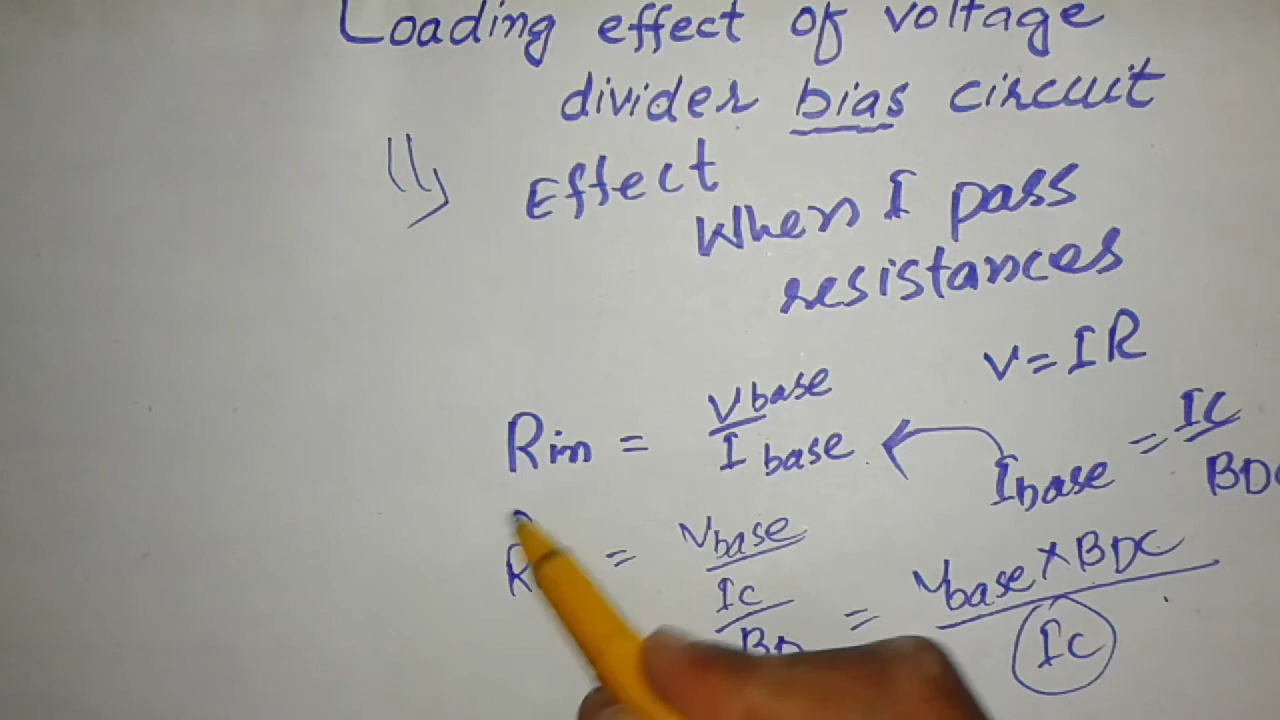 Loading effect of voltage
divider bias circuit
Effect
When I pass
resistances
V = IR
Rin = Vbase / Ibase
Ibase = IC / BDC
= Vbase / IC / BD = Vbase × BDC / IC